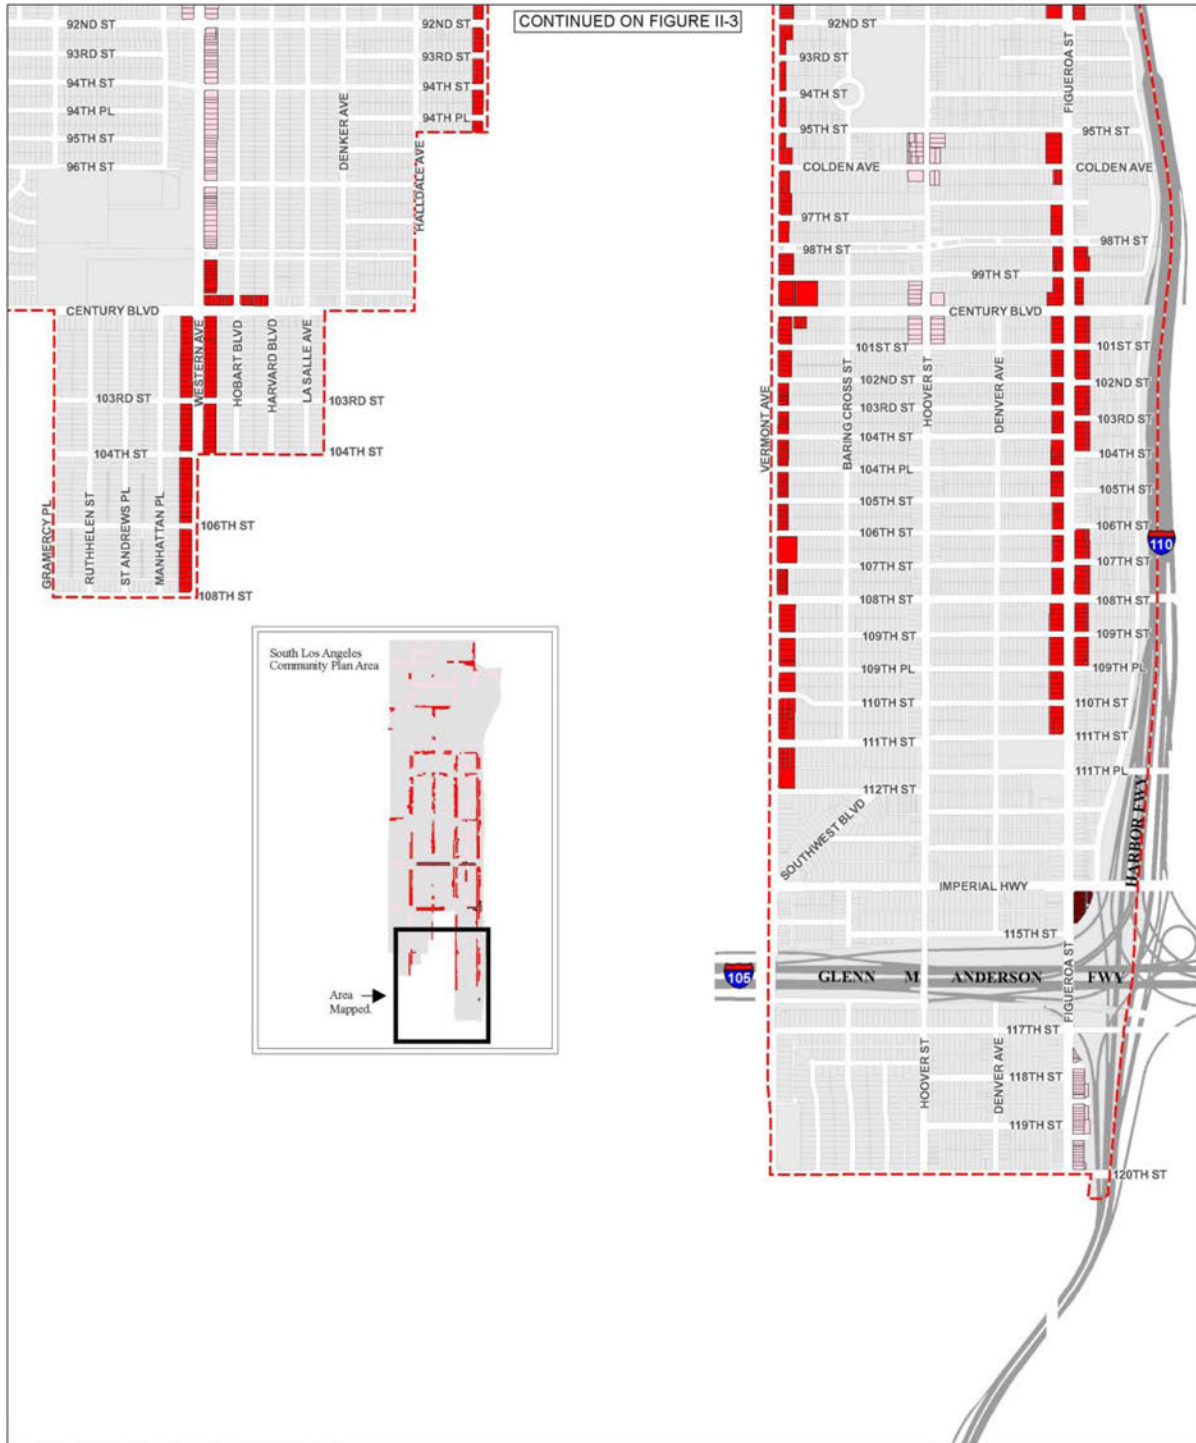 CONTINUED ON FIGURE II-3
92ND ST
93RD ST
94TH ST
94TH PL
95TH ST
96TH ST
DENKER AVE
HALLDALE AVE
92ND ST
93RD ST
94TH ST
94TH PL
CENTURY BLVD
WESTERN AVE
HOBART BLVD
HARVARD BLVD
LA SALLE AVE
103RD ST
103RD ST
104TH ST
104TH ST
GRAMERCY PL
RUTHHELEN ST
ST ANDREWS PL
MANHATTAN PL
106TH ST
108TH ST
South Los Angeles
Community Plan Area
Area
Mapped.
92ND ST
93RD ST
94TH ST
95TH ST
COLDEN AVE
97TH ST
98TH ST
FIGUEROA ST
95TH ST
COLDEN AVE
98TH ST
99TH ST
CENTURY BLVD
VERMONT AVE
BARING CROSS ST
HOOVER ST
DENVER AVE
101ST ST
102ND ST
103RD ST
104TH ST
104TH PL
105TH ST
106TH ST
107TH ST
108TH ST
109TH ST
109TH PL
110TH ST
111TH ST
112TH ST
101ST ST
102ND ST
103RD ST
104TH ST
105TH ST
106TH ST
110
107TH ST
108TH ST
109TH ST
109TH PL
110TH ST
111TH ST
111TH PL
SOUTHWEST BLVD
HARBOR FWY
IMPERIAL HWY
115TH ST
105
GLENN M ANDERSON FWY
FIGUEROA ST
117TH ST
HOOVER ST
DENVER AVE
118TH ST
119TH ST
120TH ST